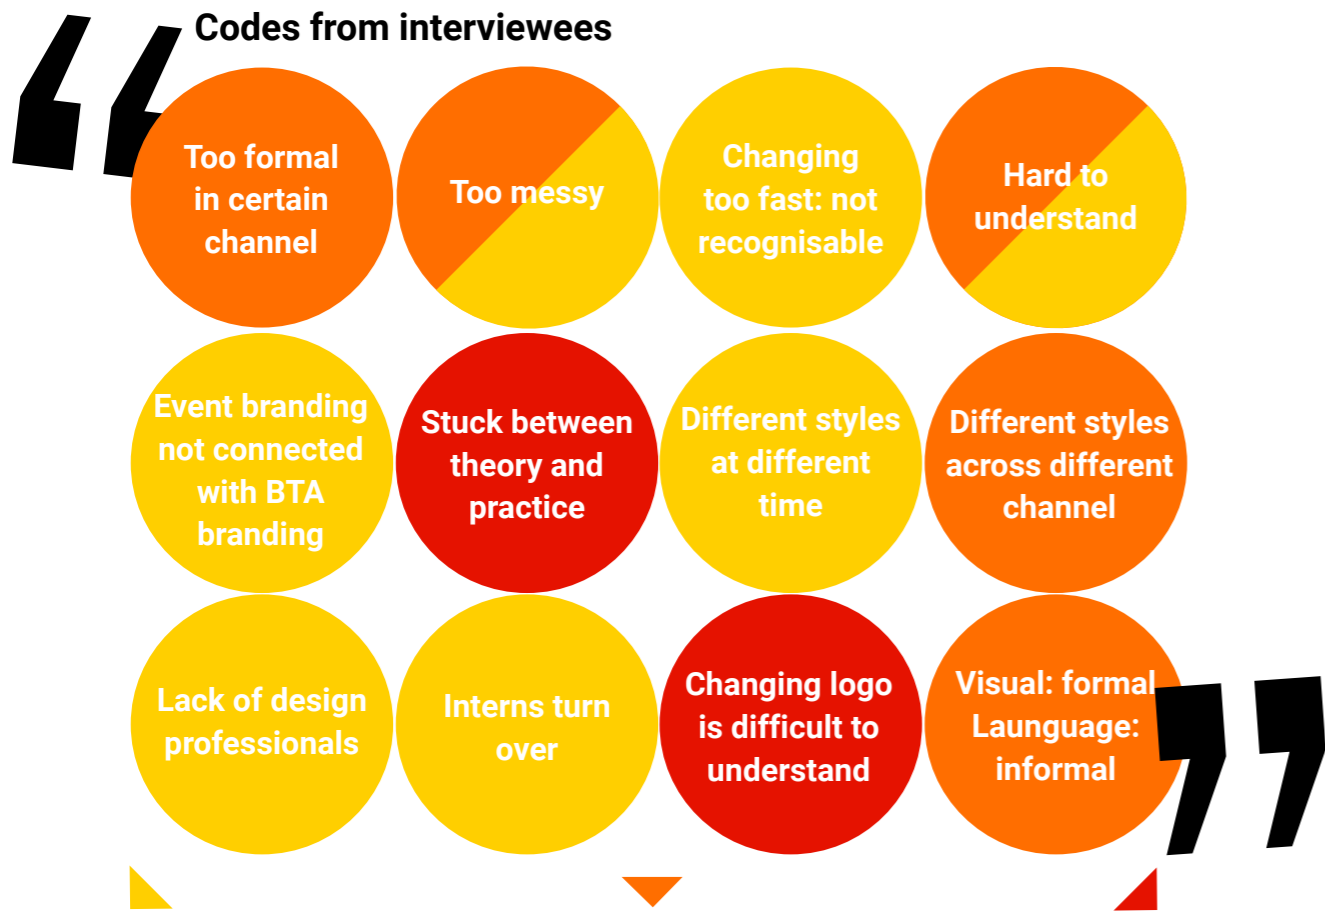 Codes from interviewees
Too formal
in certain
channel
Too messy
Changing
too fast: not
recognisable
Hard to
understand
Event branding
not connected
with BTA
branding
Stuck between
theory and
practice
Different styles
at different
time
Different styles
across different
channel
Lack of design
professionals
Interns turn
over
Changing logo
is difficult to
understand
Visual: formal
Launguage:
informal